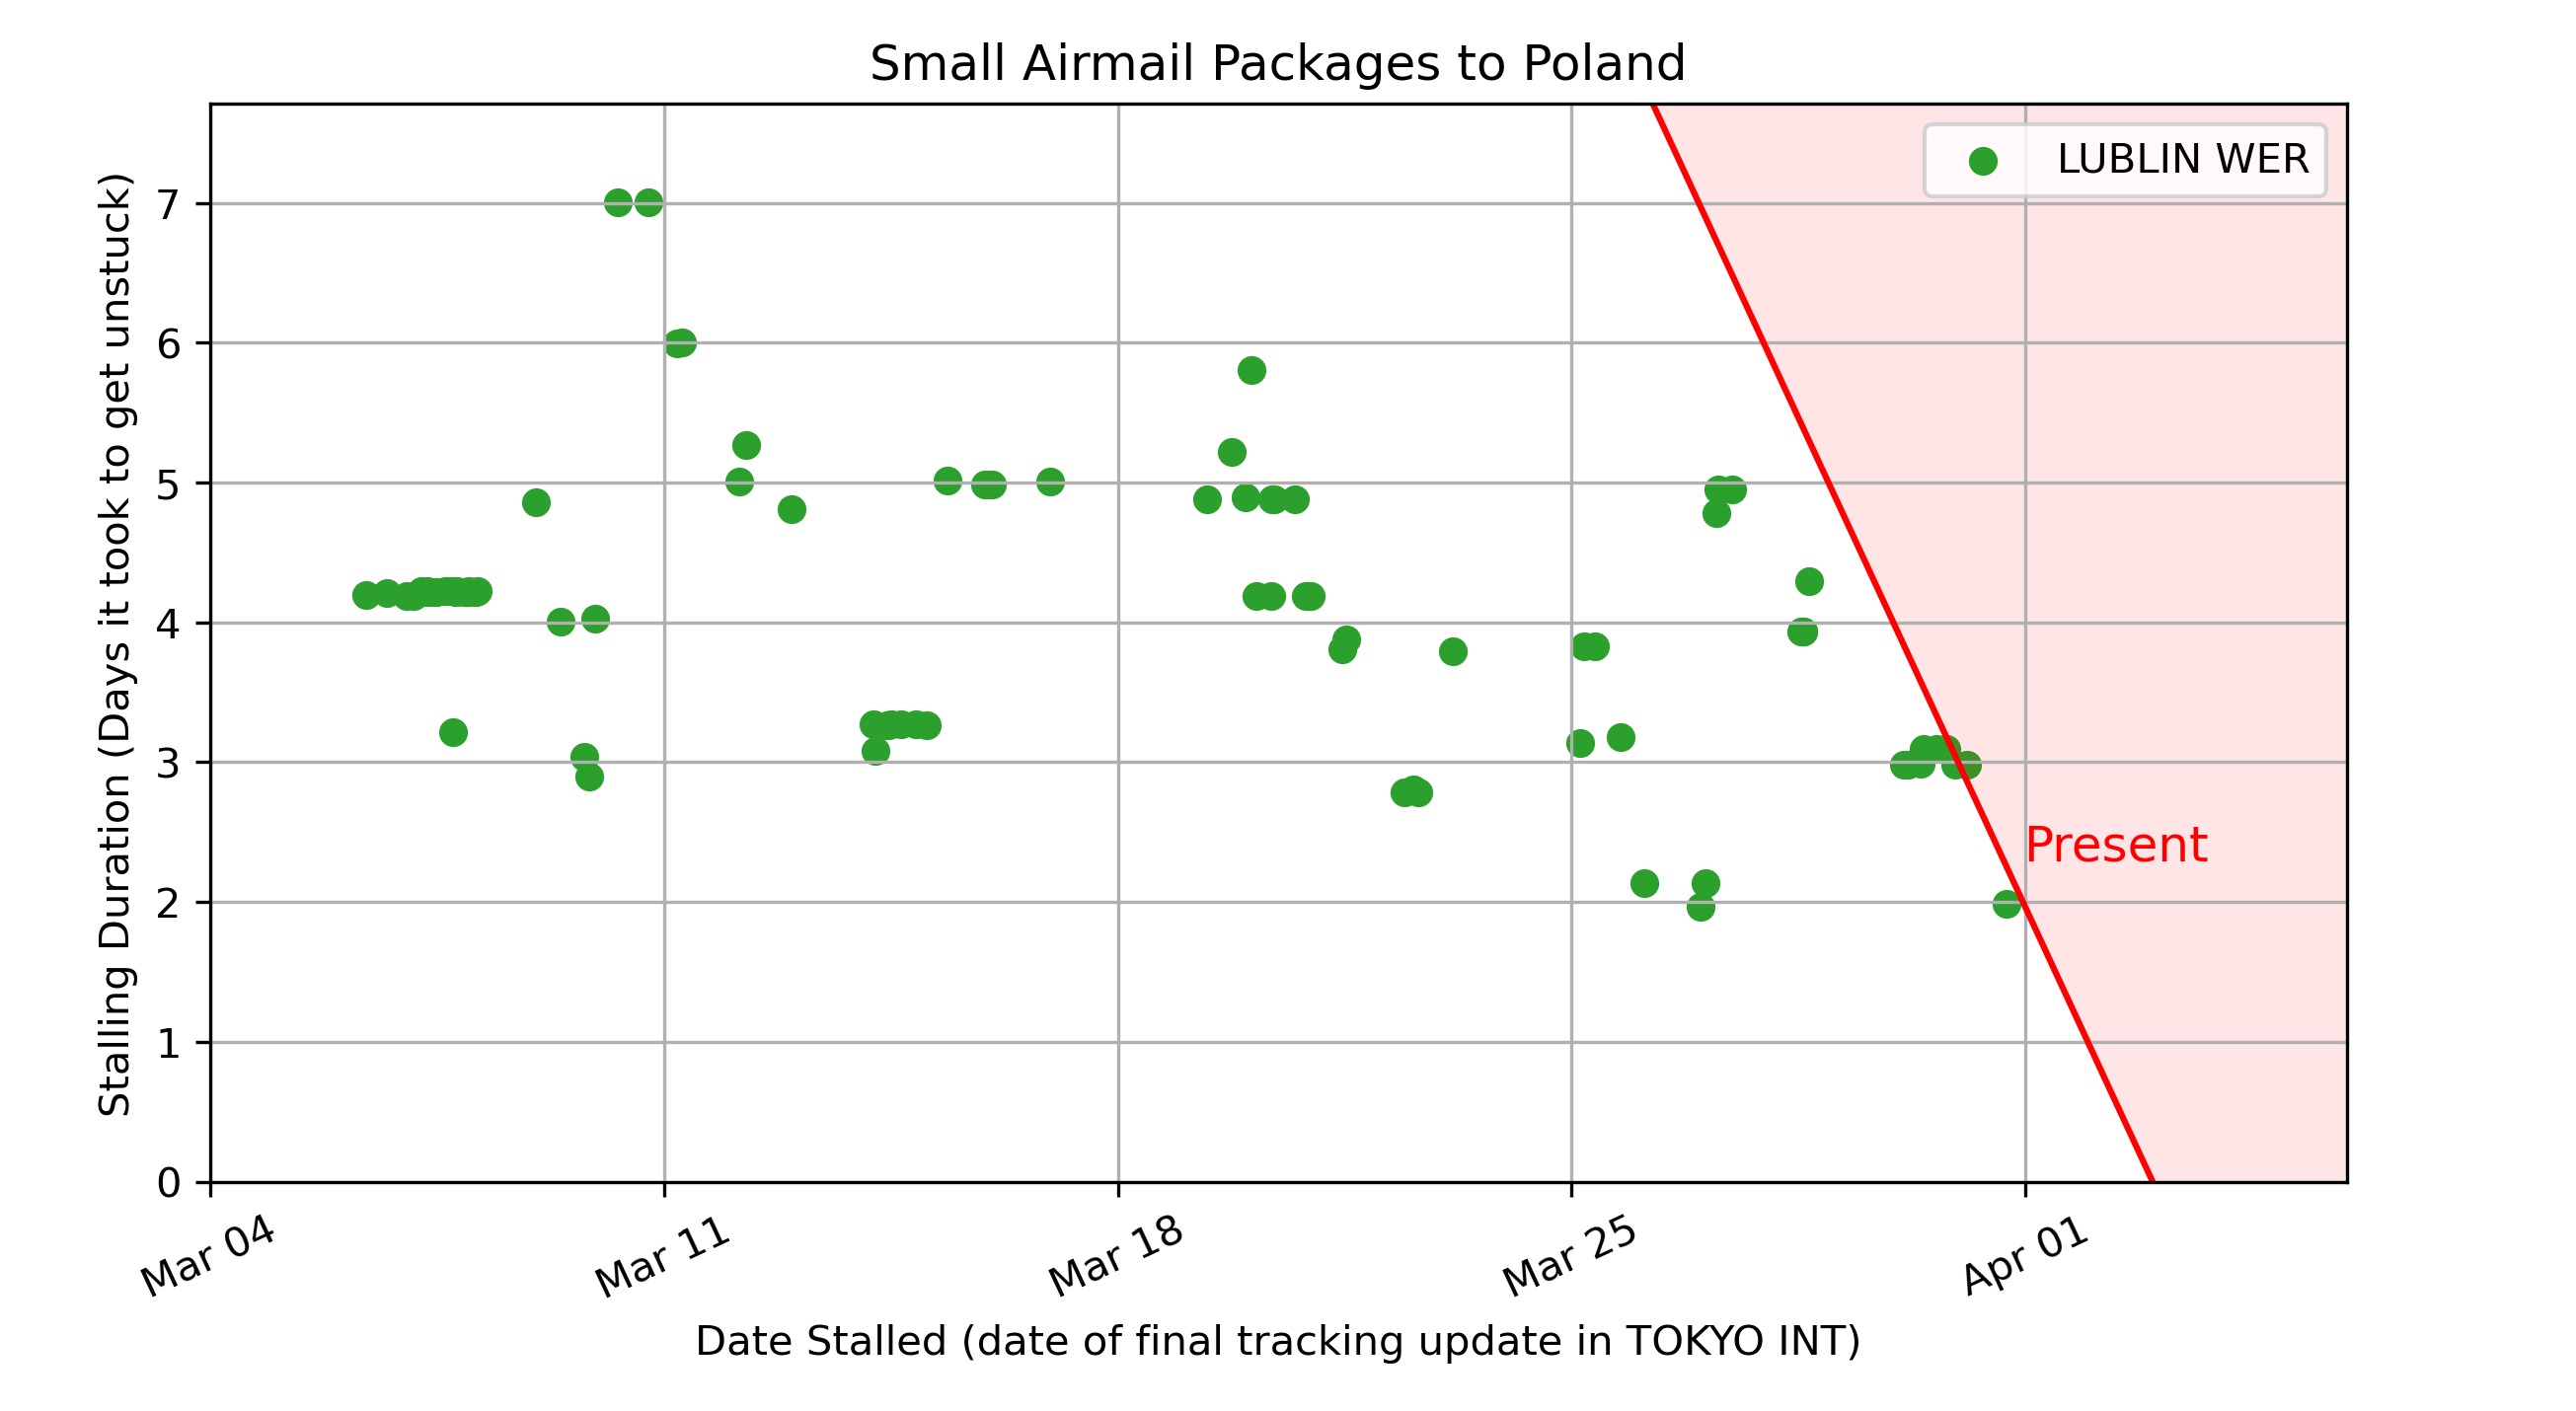 Small Airmail Packages to Poland
LUBLIN WER
Stalling Duration (Days it took to get unstuck)
7
6
5
4
3
2
1
0
Present
Mar 04
Mar 11
Mar 18
Mar 25
Apr 01
Date Stalled (date of final tracking update in TOKYO INT)